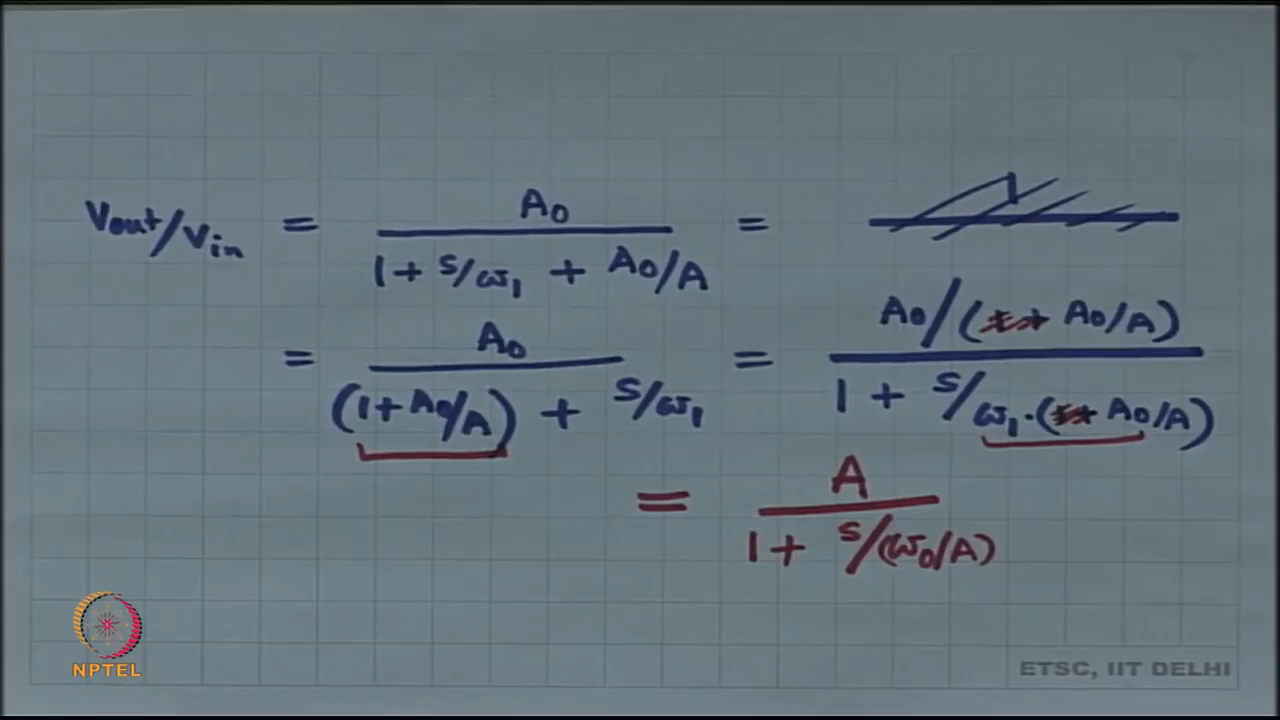 Vout/Vin = A0 / (1 + s/ω1 + A0/A) =
= A0 / ((1 + A0/A) + s/ω1) = A0/(A0/A) / (1 + s/ω1·(A0/A))
= A / (1 + s/(ω0/A))
NPTEL
ETSC, IIT DELHI